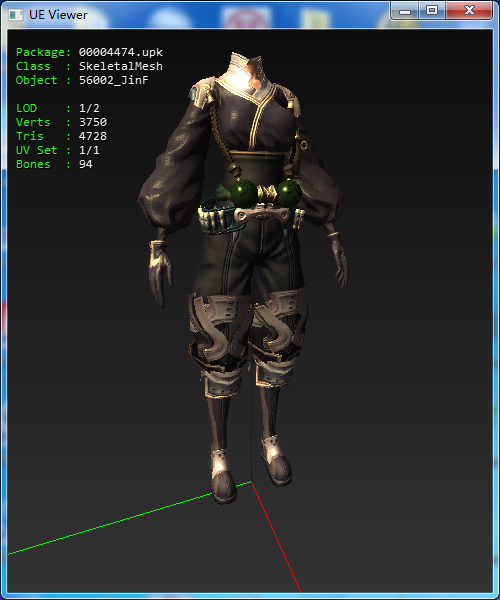 UE Viewer
Package: 00004474.upk
Class : SkeletalMesh
Object : 56002_JinF
LOD : 1/2
Verts : 3750
Tris : 4728
UV Set : 1/1
Bones : 94